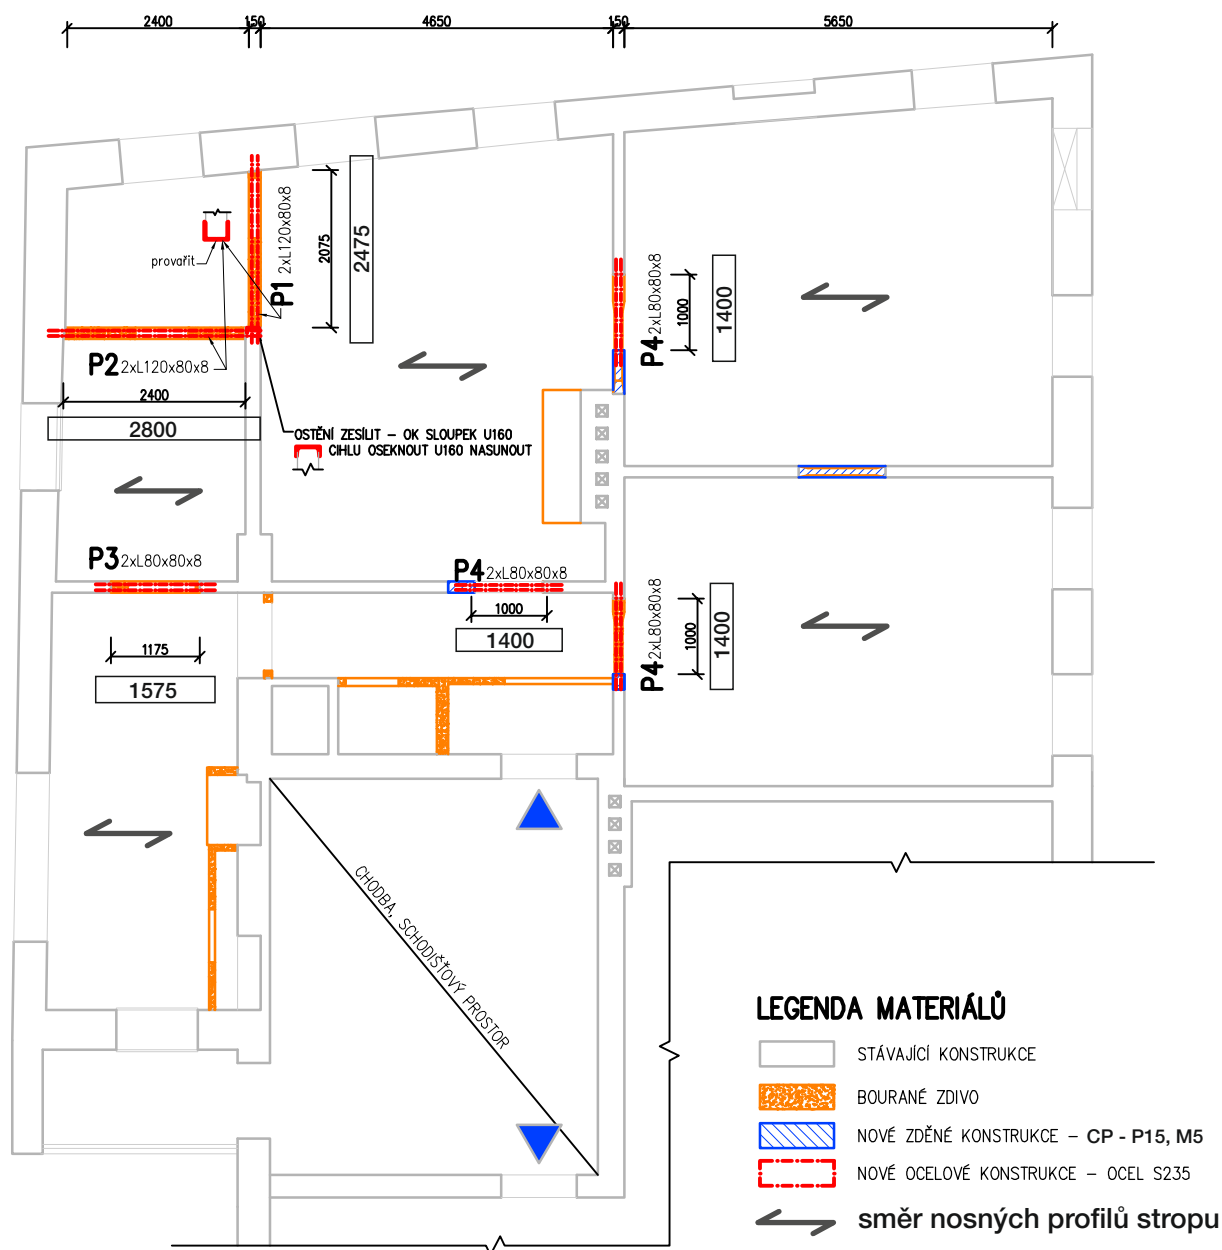 2400
150
4650
150
5650
provařit
P1 2xL120x80x8
2075
2475
P2 2xL120x80x8
2400
2800
OSTĚNÍ ZESÍLIT – OK SLOUPEK U160
CIHLU OSEKNOUT U160 NASUNOUT
P4 2xL80x80x8
1000
1400
P3 2xL80x80x8
1175
1575
P4 2xL80x80x8
1000
1400
P4 2xL80x80x8
1000
1400
CHODBA, SCHODIŠŤOVÝ PROSTOR
LEGENDA MATERIÁLŮ
STÁVAJÍCÍ KONSTRUKCE
BOURANÉ ZDIVO
NOVÉ ZDĚNÉ KONSTRUKCE – CP - P15, M5
NOVÉ OCELOVÉ KONSTRUKCE – OCEL S235
směr nosných profilů stropu